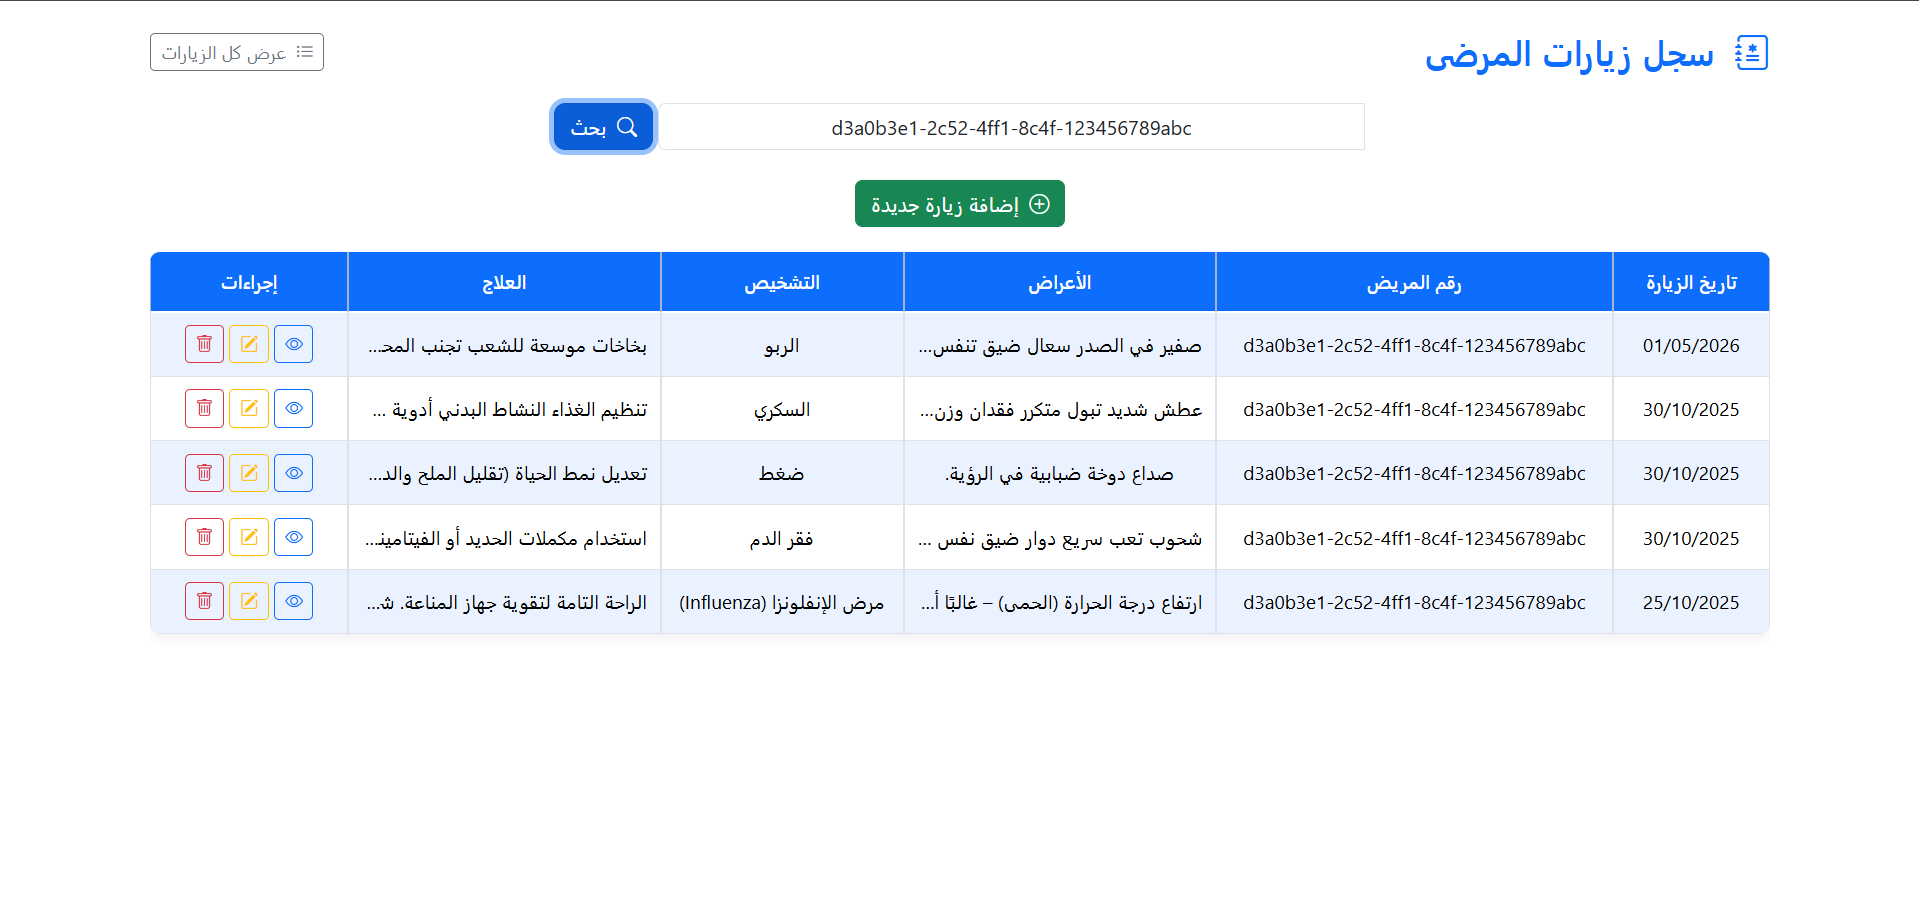 سجل زيارات المرضى
عرض كل الزيارات
d3a0b3e1-2c52-4ff1-8c4f-123456789abc
بحث
إضافة زيارة جديدة
تاريخ الزيارة رقم المريض الأعراض التشخيص العلاج إجراءات
01/05/2026 d3a0b3e1-2c52-4ff1-8c4f-123456789abc صفير في الصدر سعال ضيق تنفس... الربو بخاخات موسعة للشعب تجنب المح...
30/10/2025 d3a0b3e1-2c52-4ff1-8c4f-123456789abc عطش شديد تبول متكرر فقدان وزن... السكري تنظيم الغذاء النشاط البدني أدوية ...
30/10/2025 d3a0b3e1-2c52-4ff1-8c4f-123456789abc صداع دوخة ضبابية في الرؤية. ضغط تعديل نمط الحياة (تقليل الملح والد...
30/10/2025 d3a0b3e1-2c52-4ff1-8c4f-123456789abc شحوب تعب سريع دوار ضيق نفس ... فقر الدم استخدام مكملات الحديد أو الفيتامينـ...
25/10/2025 d3a0b3e1-2c52-4ff1-8c4f-123456789abc ارتفاع درجة الحرارة (الحمى) – غالبًا أ... مرض الإنفلونزا (Influenza) الراحة التامة لتقوية جهاز المناعة. شـ...